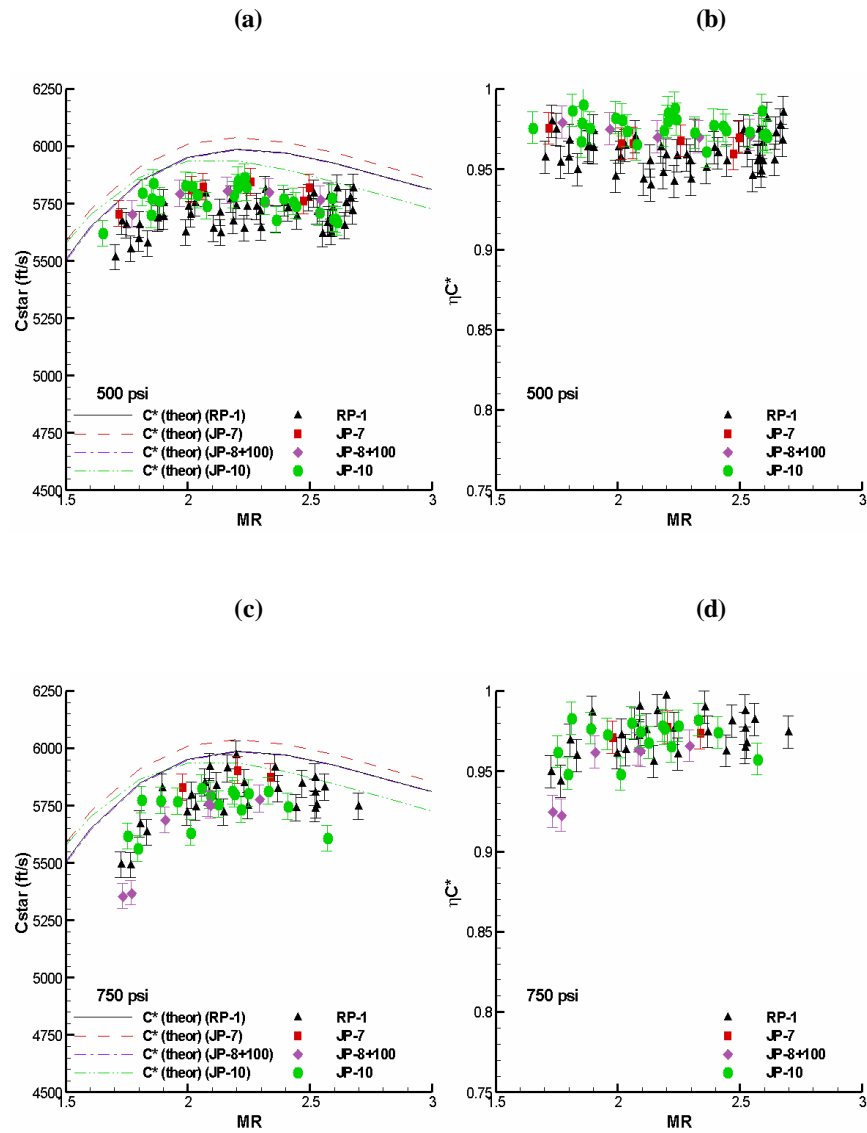 (a)
(b)
6250
6000
5750
5500
5250
5000
4750
4500
Cstar (ft/s)
500 psi
C* (theor) (RP-1)
C* (theor) (JP-7)
C* (theor) (JP-8+100)
C* (theor) (JP-10)
RP-1
JP-7
JP-8+100
JP-10
1.5
2
2.5
3
MR
1
0.95
0.9
0.85
0.8
0.75
ηC*
500 psi
RP-1
JP-7
JP-8+100
JP-10
2
2.5
3
MR
(c)
(d)
6250
6000
5750
5500
5250
5000
4750
4500
Cstar (ft/s)
750 psi
C* (theor) (RP-1)
C* (theor) (JP-7)
C* (theor) (JP-8+100)
C* (theor) (JP-10)
RP-1
JP-7
JP-8+100
JP-10
1.5
2
2.5
3
MR
1
0.95
0.9
0.85
0.8
0.75
ηC*
750 psi
RP-1
JP-7
JP-8+100
JP-10
2
2.5
3
MR